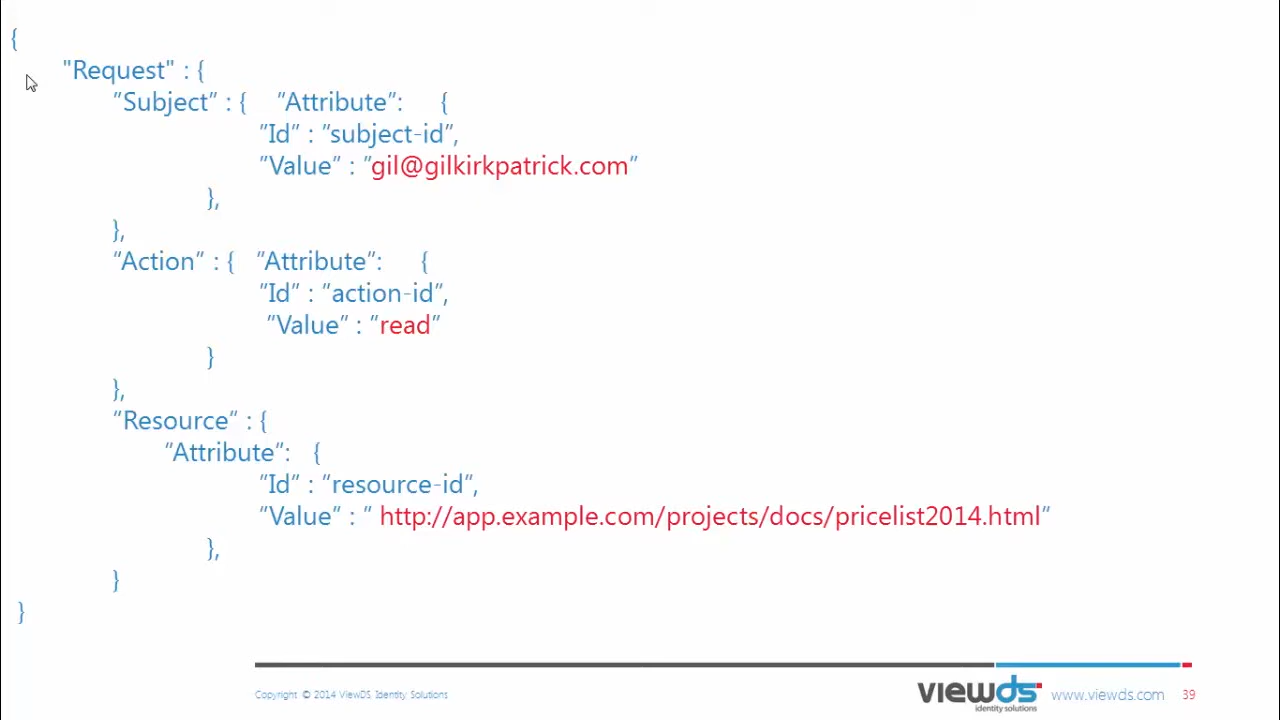 {
"Request" : {
"Subject" : { "Attribute": {
"Id" : "subject-id",
"Value" : "gil@gilkirkpatrick.com"
},
},
"Action" : { "Attribute": {
"Id" : "action-id",
"Value" : "read"
}
},
"Resource" : {
"Attribute": {
"Id" : "resource-id",
"Value" : " http://app.example.com/projects/docs/pricelist2014.html"
},
}
}
Copyright © 2014 ViewDS Identity Solutions
viewds
identity solutions
www.viewds.com
39